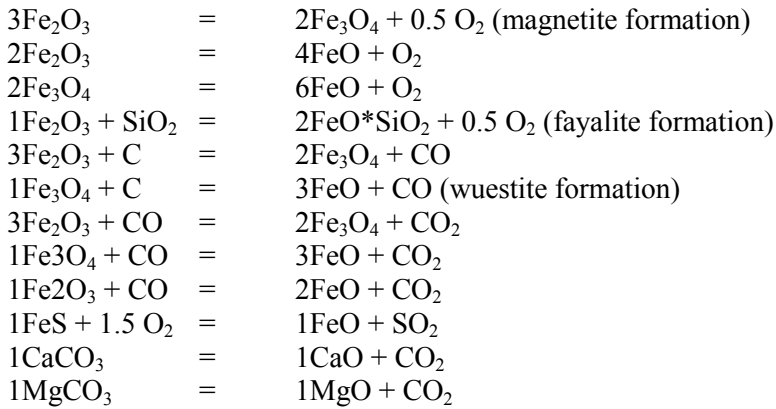 3Fe₂O₃ = 2Fe₃O₄ + 0.5 O₂ (magnetite formation)
2Fe₂O₃ = 4FeO + O₂
2Fe₃O₄ = 6FeO + O₂
1Fe₂O₃ + SiO₂ = 2FeO*SiO₂ + 0.5 O₂ (fayalite formation)
3Fe₂O₃ + C = 2Fe₃O₄ + CO
1Fe₃O₄ + C = 3FeO + CO (wuestite formation)
3Fe₂O₃ + CO = 2Fe₃O₄ + CO₂
1Fe3O₄ + CO = 3FeO + CO₂
1Fe2O₃ + CO = 2FeO + CO₂
1FeS + 1.5 O₂ = 1FeO + SO₂
1CaCO₃ = 1CaO + CO₂
1MgCO₃ = 1MgO + CO₂